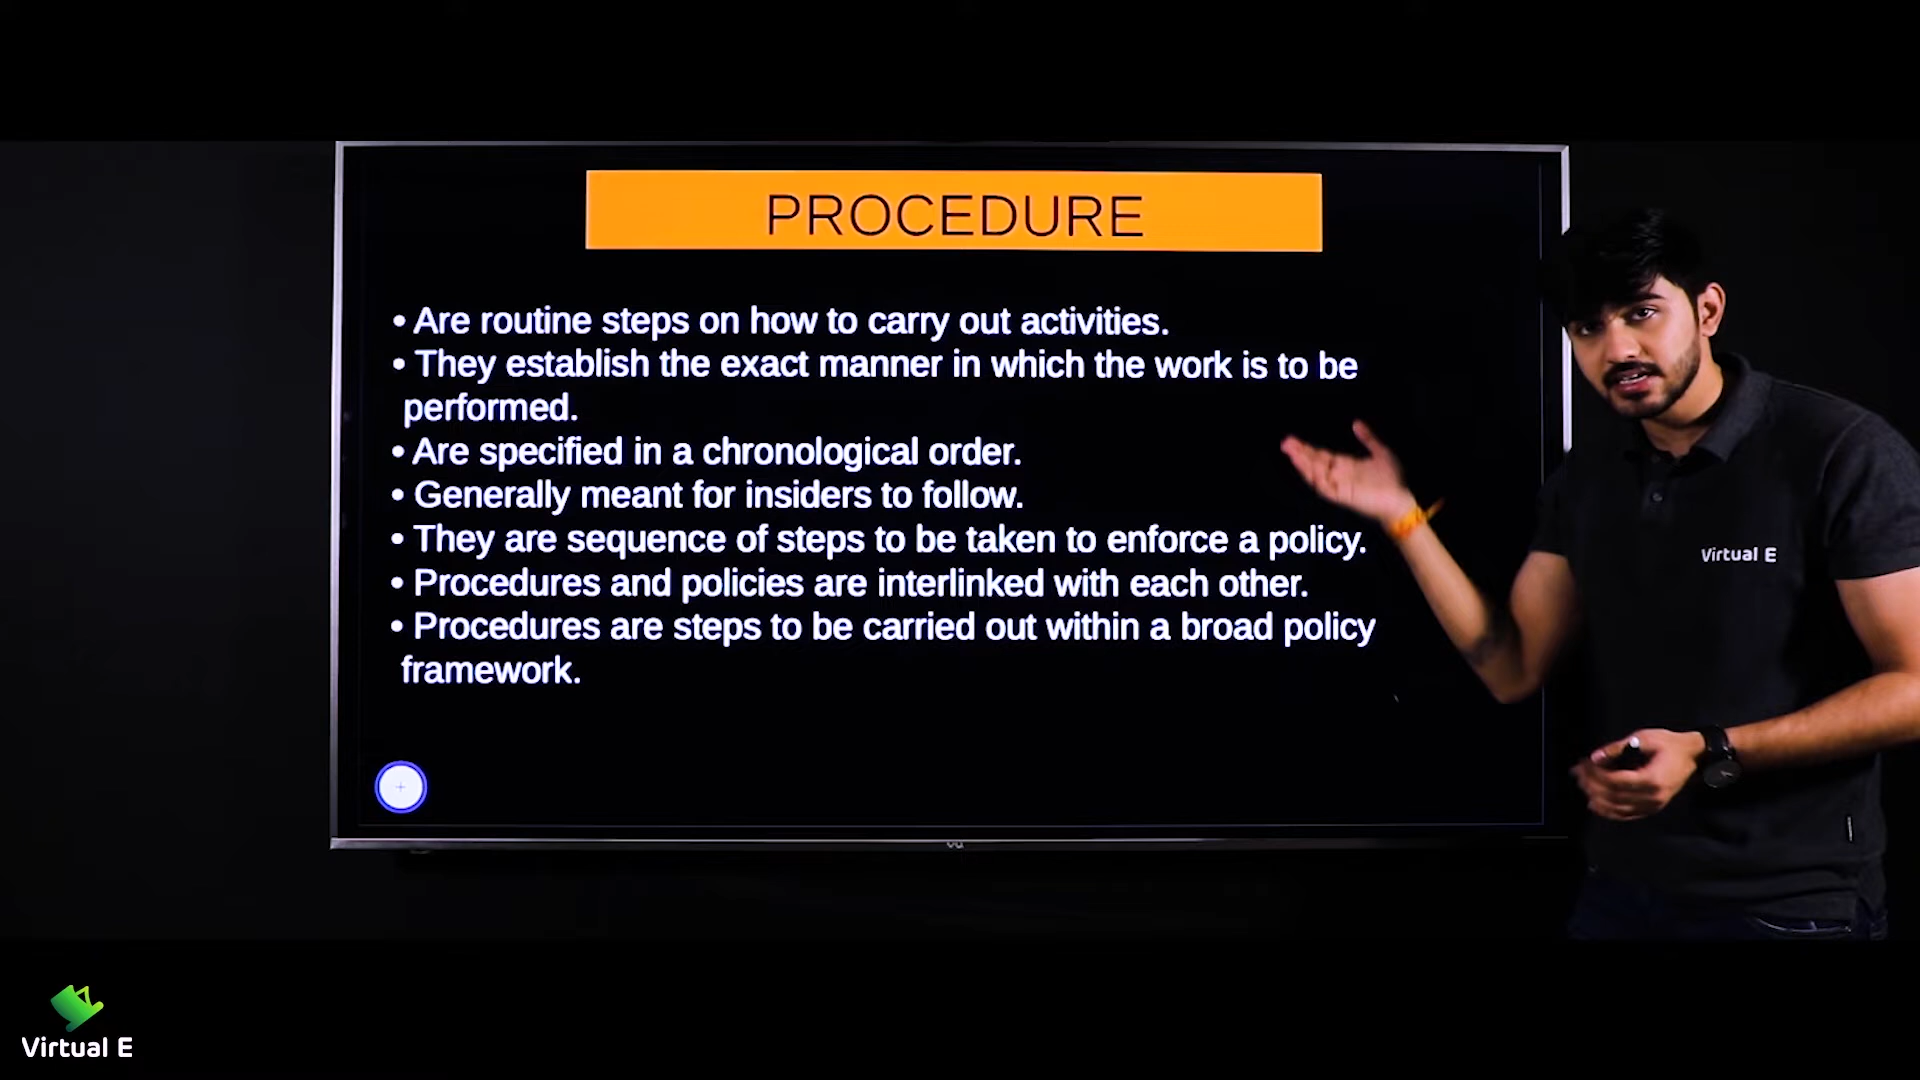 PROCEDURE
• Are routine steps on how to carry out activities.
• They establish the exact manner in which the work is to be
performed.
• Are specified in a chronological order.
• Generally meant for insiders to follow.
• They are sequence of steps to be taken to enforce a policy.
• Procedures and policies are interlinked with each other.
• Procedures are steps to be carried out within a broad policy
framework.
Virtual E
Virtual E